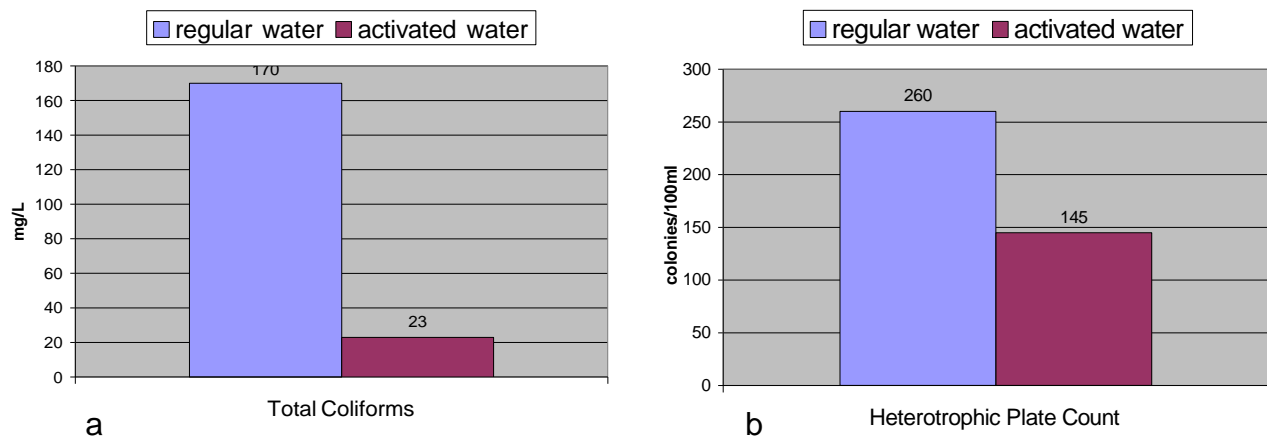 regular water activated water
180
170
160
140
120
100
80
60
40
20
0
23
mg/L
Total Coliforms
a
regular water activated water
300
250
200
150
100
50
0
260
145
colonies/100ml
Heterotrophic Plate Count
b